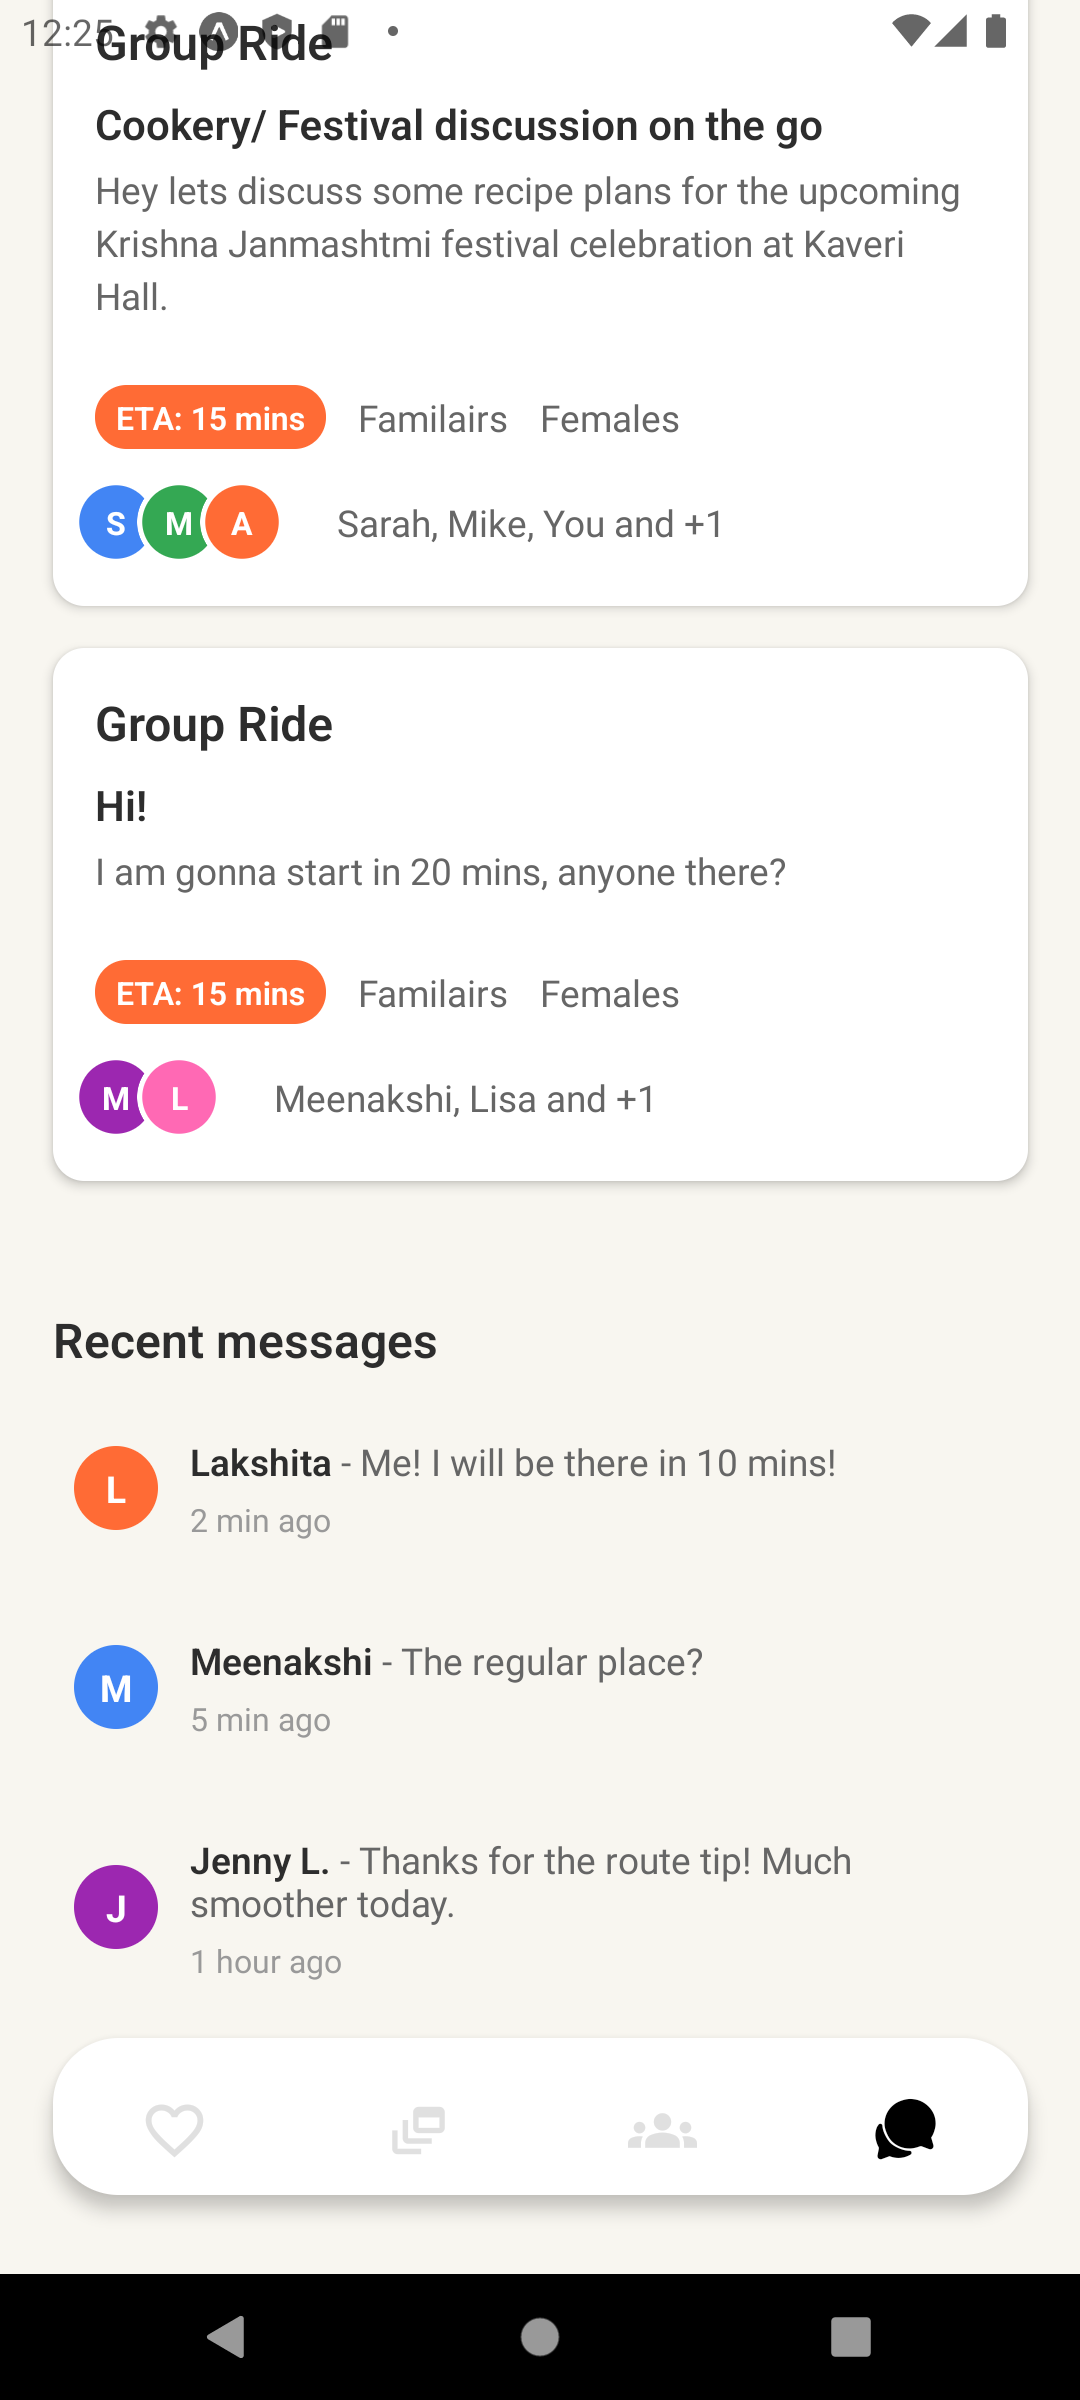 12:25
Group Ride
Cookery/ Festival discussion on the go
Hey lets discuss some recipe plans for the upcoming
Krishna Janmashtmi festival celebration at Kaveri
Hall.
ETA: 15 mins Familairs Females
S M A Sarah, Mike, You and +1
Group Ride
Hi!
I am gonna start in 20 mins, anyone there?
ETA: 15 mins Familairs Females
M L Meenakshi, Lisa and +1
Recent messages
L Lakshita - Me! I will be there in 10 mins!
2 min ago
M Meenakshi - The regular place?
5 min ago
J Jenny L. - Thanks for the route tip! Much
smoother today.
1 hour ago